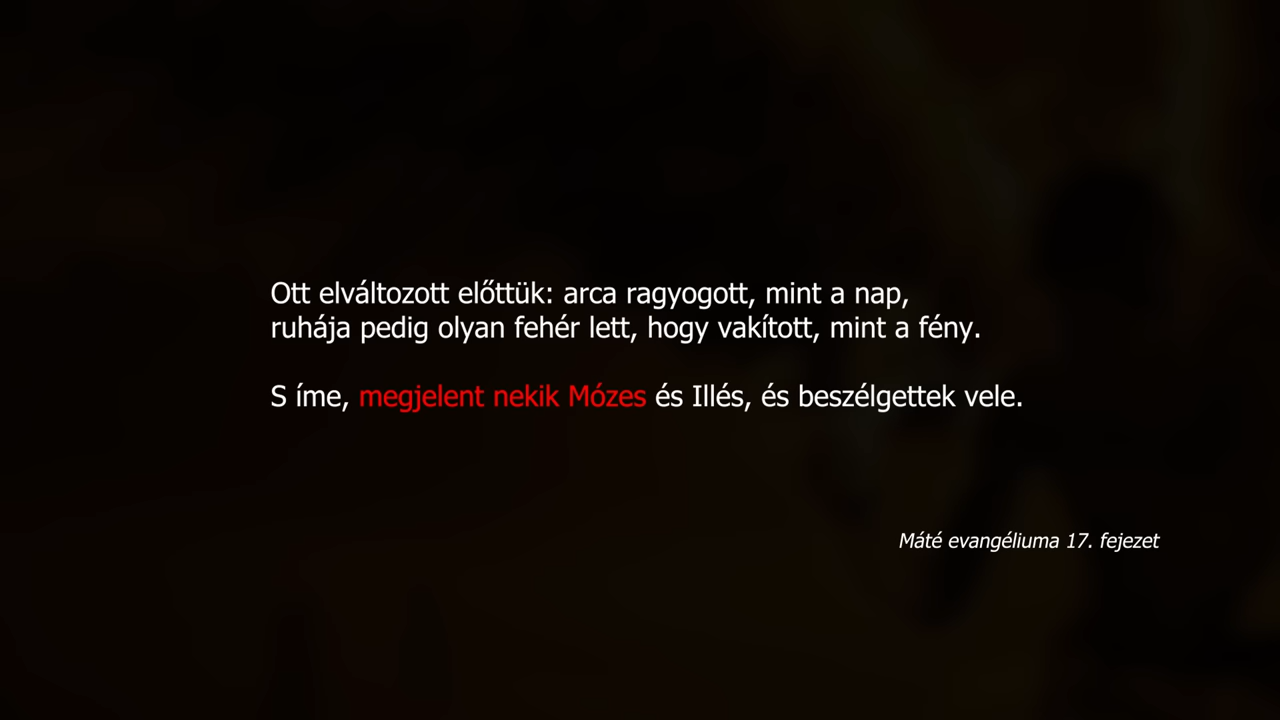 Ott elváltozott előttük: arca ragyogott, mint a nap,
ruhája pedig olyan fehér lett, hogy vakított, mint a fény.
S íme, megjelent nekik Mózes és Illés, és beszélgettek vele.
Máté evangéliuma 17. fejezet